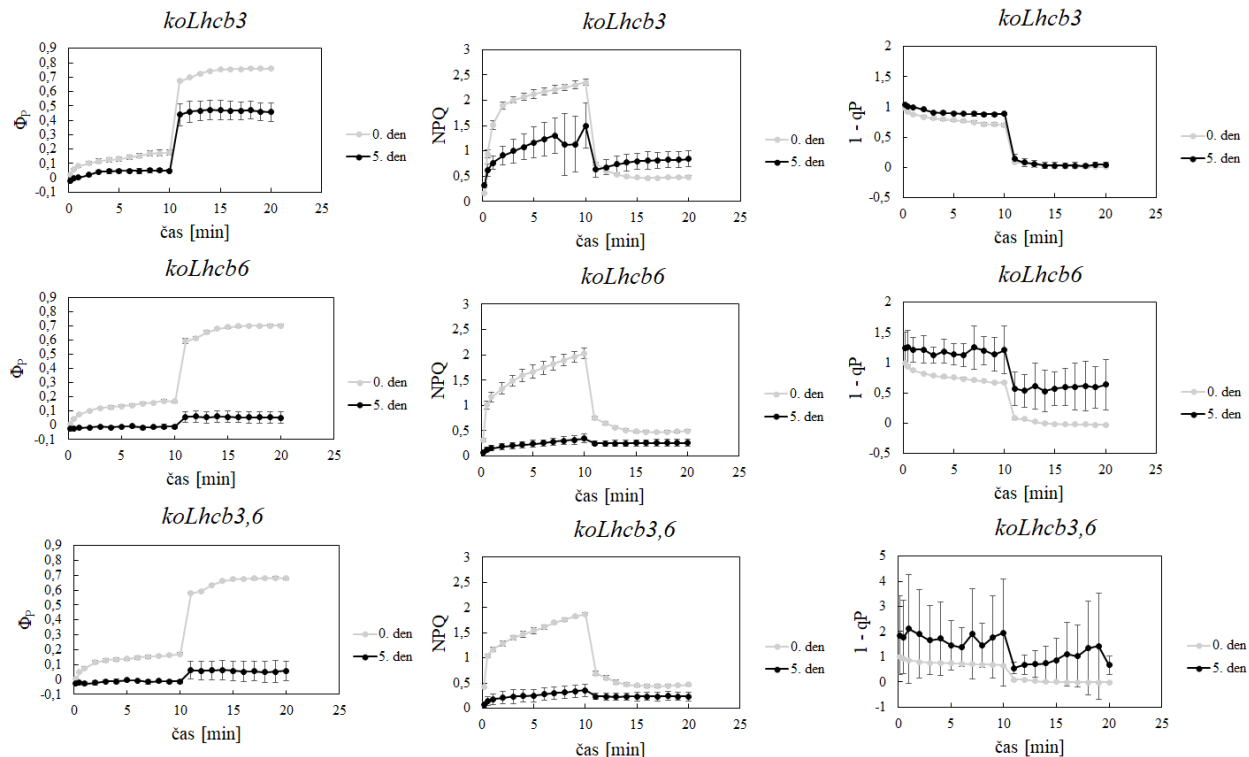 koLhcb3
0,9
0,8
0,7
0,6
0,5
0,4
0,3
0,2
0,1
0
-0,1
ΦP
0 5 10 15 20 25
čas [min]
0. den
5. den
koLhcb3
3
2,5
2
1,5
1
0,5
0
NPQ
0 5 10 15 20 25
čas [min]
0. den
5. den
koLhcb3
2
1,5
1
0,5
0
-0,5
1 - qP
0 5 10 15 20 25
čas [min]
0. den
5. den
koLhcb6
0,9
0,8
0,7
0,6
0,5
0,4
0,3
0,2
0,1
0
-0,1
ΦP
0 5 10 15 20 25
čas [min]
0. den
5. den
koLhcb6
3
2,5
2
1,5
1
0,5
0
NPQ
0 5 10 15 20 25
čas [min]
0. den
5. den
koLhcb6
2
1,5
1
0,5
0
-0,5
1 - qP
0 5 10 15 20 25
čas [min]
0. den
5. den
koLhcb3,6
0,9
0,8
0,7
0,6
0,5
0,4
0,3
0,2
0,1
0
-0,1
ΦP
0 5 10 15 20 25
čas [min]
0. den
5. den
koLhcb3,6
3
2,5
2
1,5
1
0,5
0
NPQ
0 5 10 15 20 25
čas [min]
0. den
5. den
koLhcb3,6
5
4
3
2
1
0
-1
1 - qP
0 5 10 15 20 25
čas [min]
0. den
5. den